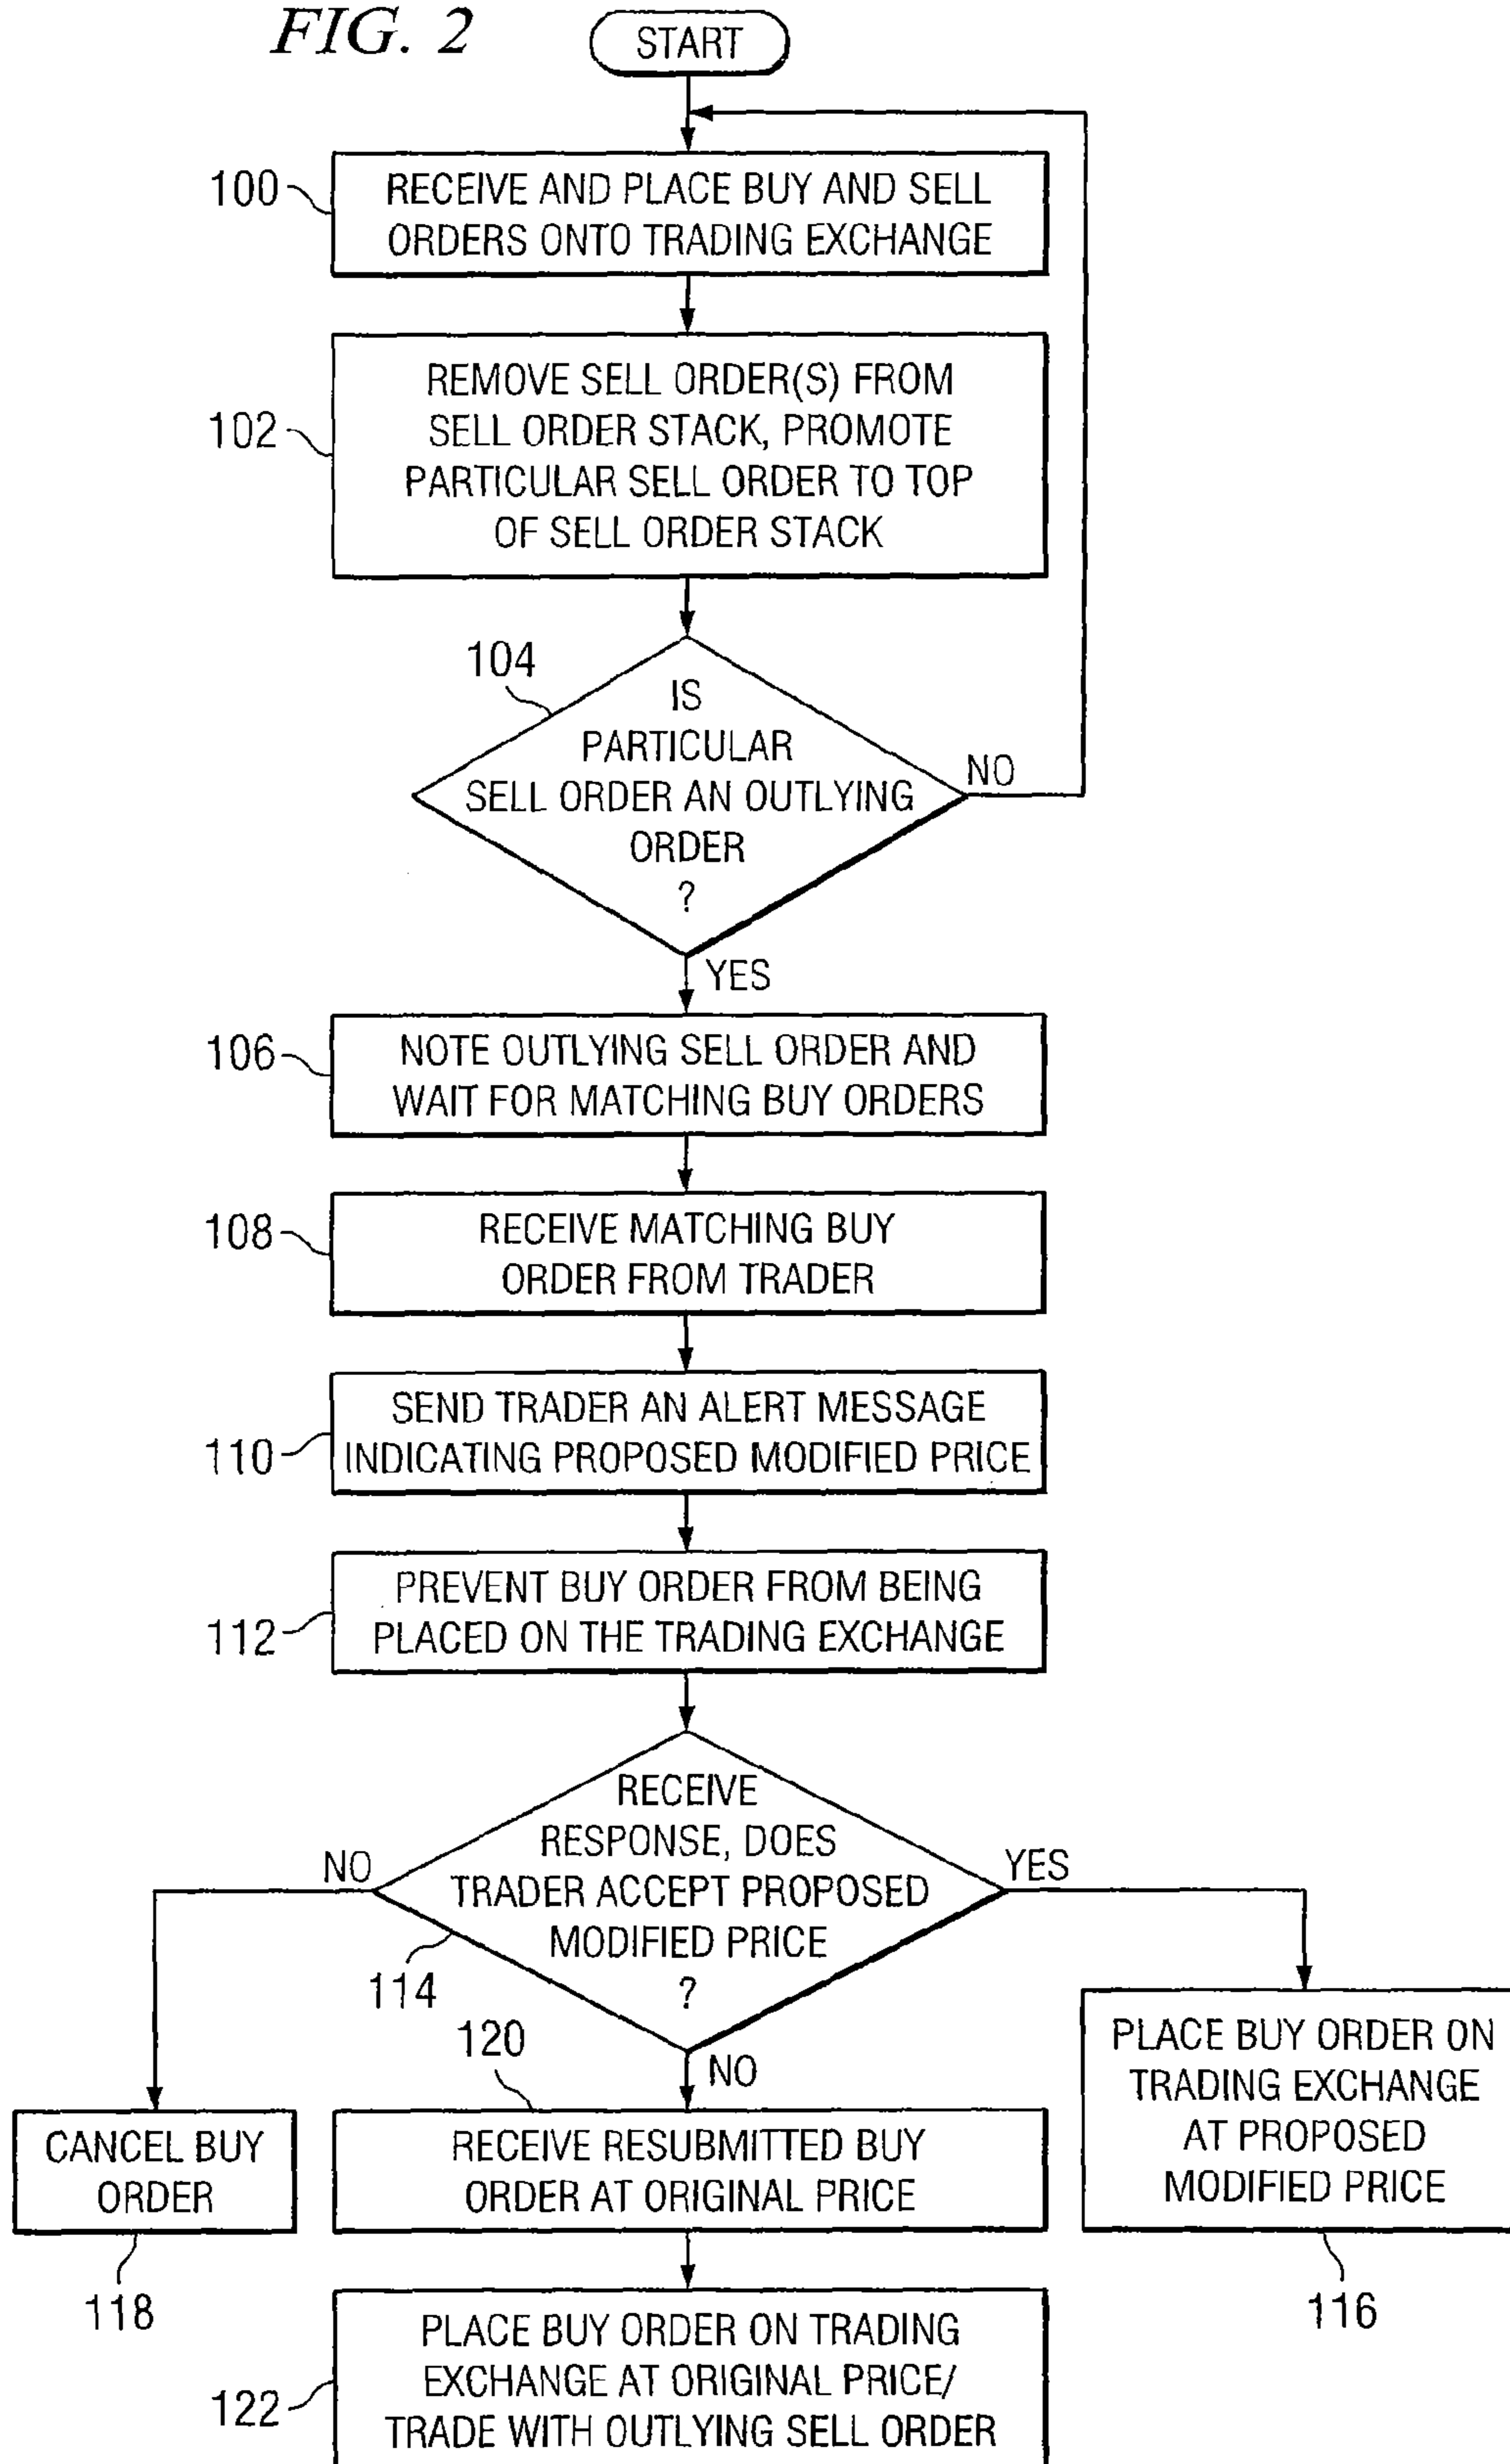 FIG. 2
START
100
RECEIVE AND PLACE BUY AND SELL
ORDERS ONTO TRADING EXCHANGE
102
REMOVE SELL ORDER(S) FROM
SELL ORDER STACK, PROMOTE
PARTICULAR SELL ORDER TO TOP
OF SELL ORDER STACK
104
IS
PARTICULAR
SELL ORDER AN OUTLYING
ORDER
?
NO
YES
106
NOTE OUTLYING SELL ORDER AND
WAIT FOR MATCHING BUY ORDERS
108
RECEIVE MATCHING BUY
ORDER FROM TRADER
110
SEND TRADER AN ALERT MESSAGE
INDICATING PROPOSED MODIFIED PRICE
112
PREVENT BUY ORDER FROM BEING
PLACED ON THE TRADING EXCHANGE
114
RECEIVE
RESPONSE, DOES
TRADER ACCEPT PROPOSED
MODIFIED PRICE
?
NO
YES
NO
118
CANCEL BUY
ORDER
120
RECEIVE RESUBMITTED BUY
ORDER AT ORIGINAL PRICE
PLACE BUY ORDER ON
TRADING EXCHANGE
AT PROPOSED
MODIFIED PRICE
116
122
PLACE BUY ORDER ON TRADING
EXCHANGE AT ORIGINAL PRICE/
TRADE WITH OUTLYING SELL ORDER